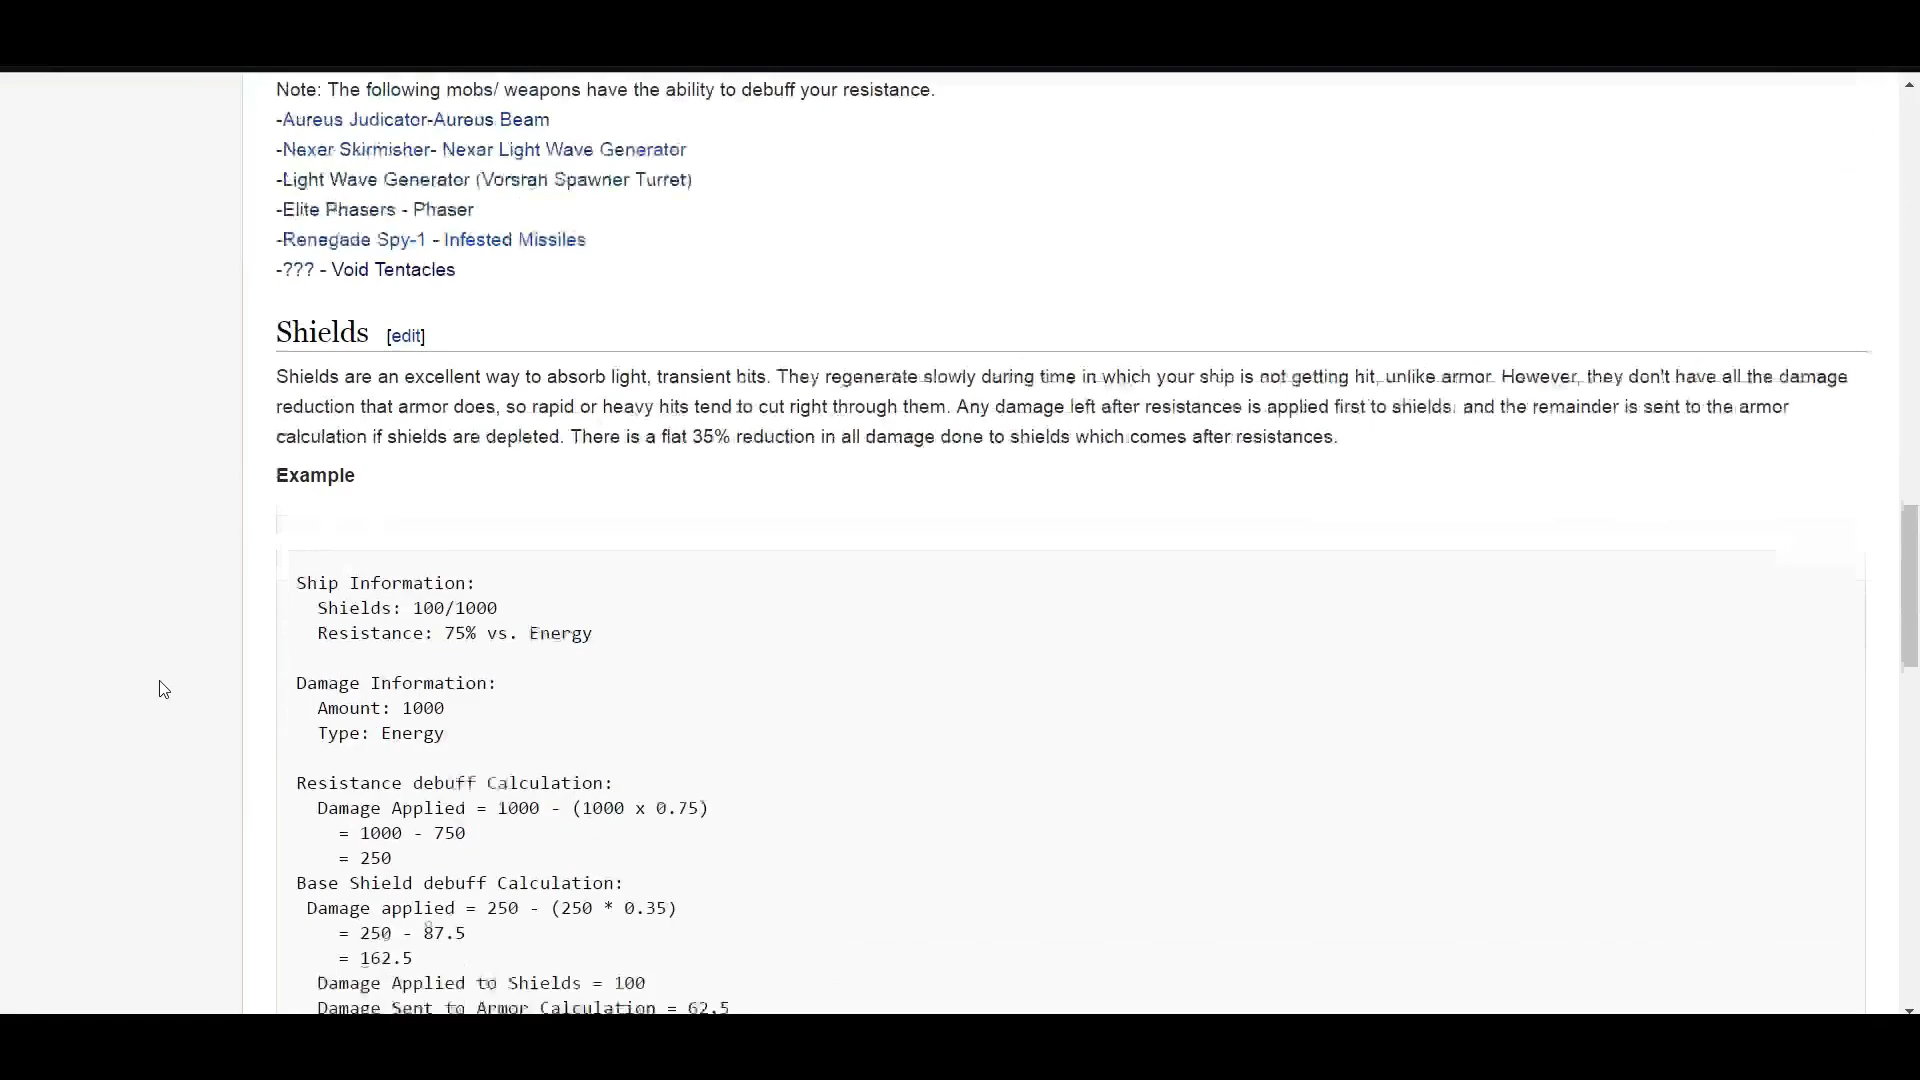 Note: The following mobs/ weapons have the ability to debuff your resistance.
-Aureus Judicator-Aureus Beam
-Nexar Skirmisher- Nexar Light Wave Generator
-Light Wave Generator (Vorsrah Spawner Turret)
-Elite Phasers - Phaser
-Renegade Spy-1 - Infested Missiles
-??? - Void Tentacles
Shields [edit]
Shields are an excellent way to absorb light, transient hits. They regenerate slowly during time in which your ship is not getting hit, unlike armor. However, they don't have all the damage
reduction that armor does, so rapid or heavy hits tend to cut right through them. Any damage left after resistances is applied first to shields, and the remainder is sent to the armor
calculation if shields are depleted. There is a flat 35% reduction in all damage done to shields which comes after resistances.
Example
Ship Information:
Shields: 100/1000
Resistance: 75% vs. Energy
Damage Information:
Amount: 1000
Type: Energy
Resistance debuff Calculation:
Damage Applied = 1000 - (1000 x 0.75)
= 1000 - 750
= 250
Base Shield debuff Calculation:
Damage applied = 250 - (250 * 0.35)
= 250 - 87.5
= 162.5
Damage Applied to Shields = 100
Damage Sent to Armor Calculation = 62.5